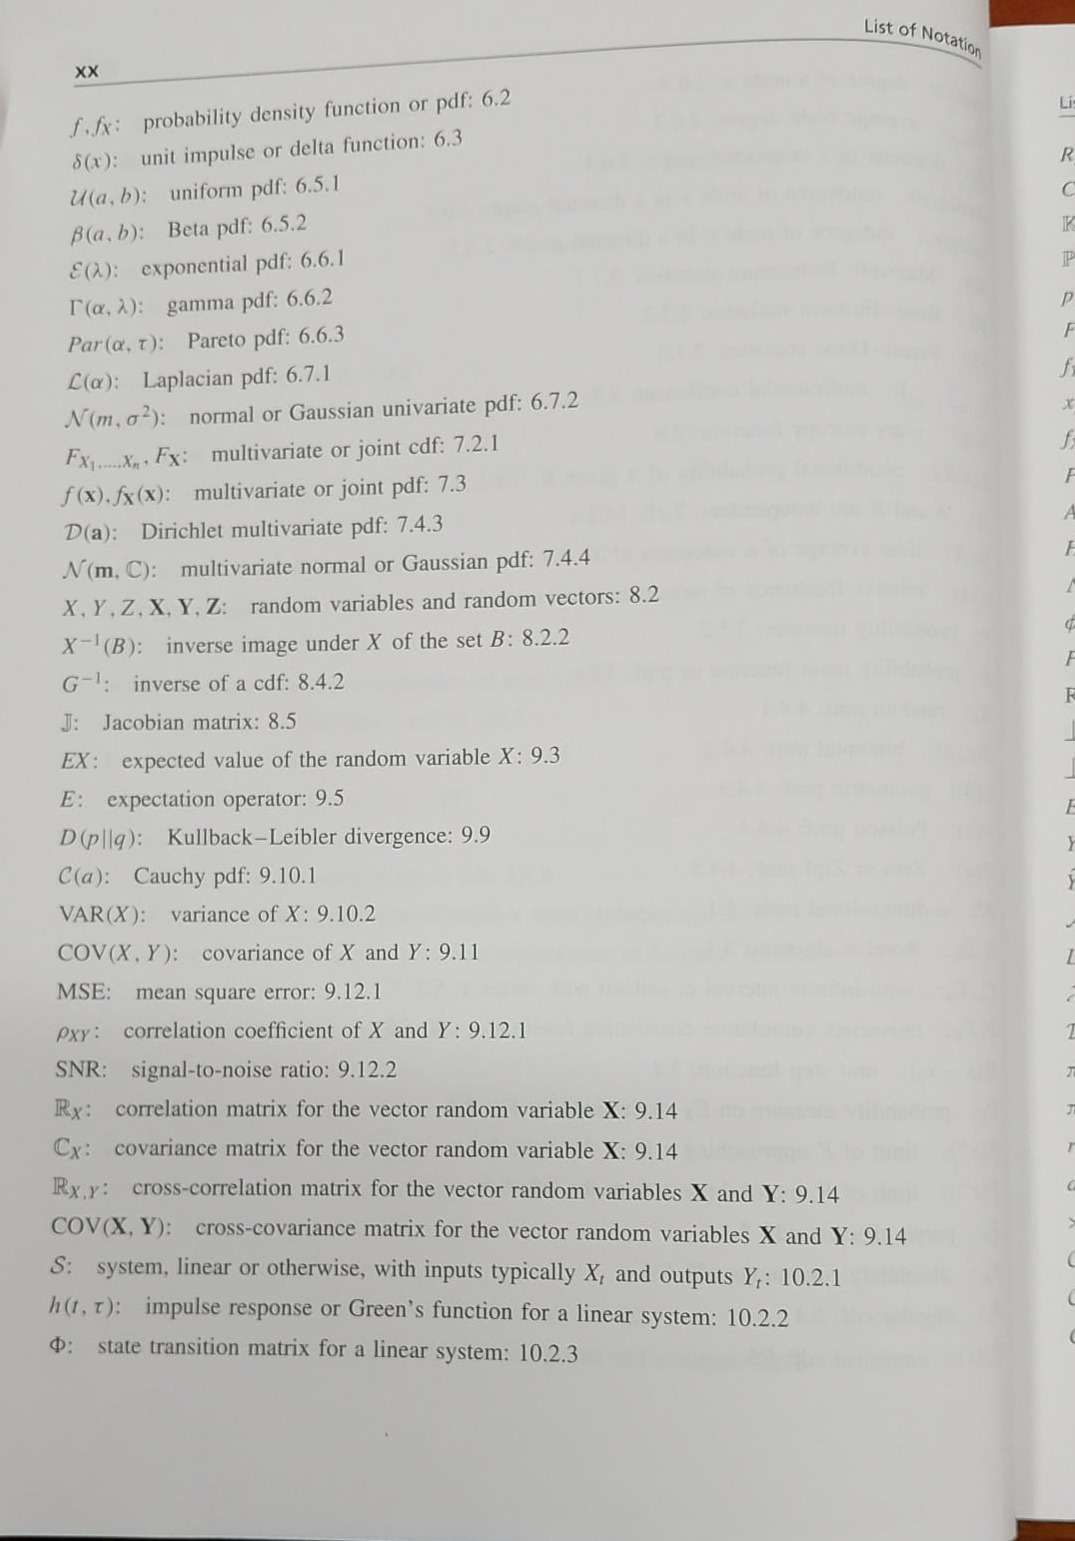 List of Notation
xx
f, f_X: probability density function or pdf: 6.2
δ(x): unit impulse or delta function: 6.3
𝒰(a, b): uniform pdf: 6.5.1
β(a, b): Beta pdf: 6.5.2
ℰ(λ): exponential pdf: 6.6.1
Γ(α, λ): gamma pdf: 6.6.2
Par(α, τ): Pareto pdf: 6.6.3
ℒ(α): Laplacian pdf: 6.7.1
𝒩(m, σ²): normal or Gaussian univariate pdf: 6.7.2
F_{X₁,...,Xₙ}, F_𝐗: multivariate or joint cdf: 7.2.1
f(𝐱), f_𝐗(𝐱): multivariate or joint pdf: 7.3
𝒟(𝐚): Dirichlet multivariate pdf: 7.4.3
𝒩(𝐦, ℂ): multivariate normal or Gaussian pdf: 7.4.4
X, Y, Z, 𝐗, 𝐘, 𝐙: random variables and random vectors: 8.2
X⁻¹(B): inverse image under X of the set B: 8.2.2
G⁻¹: inverse of a cdf: 8.4.2
𝕁: Jacobian matrix: 8.5
EX: expected value of the random variable X: 9.3
E: expectation operator: 9.5
D(p||q): Kullback–Leibler divergence: 9.9
𝒞(a): Cauchy pdf: 9.10.1
VAR(X): variance of X: 9.10.2
COV(X, Y): covariance of X and Y: 9.11
MSE: mean square error: 9.12.1
ρ_{XY}: correlation coefficient of X and Y: 9.12.1
SNR: signal-to-noise ratio: 9.12.2
ℝ_X: correlation matrix for the vector random variable 𝐗: 9.14
ℂ_X: covariance matrix for the vector random variable 𝐗: 9.14
ℝ_{X,Y}: cross-correlation matrix for the vector random variables 𝐗 and 𝐘: 9.14
COV(𝐗, 𝐘): cross-covariance matrix for the vector random variables 𝐗 and 𝐘: 9.14
𝒮: system, linear or otherwise, with inputs typically X_t and outputs Y_t: 10.2.1
h(t, τ): impulse response or Green's function for a linear system: 10.2.2
Φ: state transition matrix for a linear system: 10.2.3